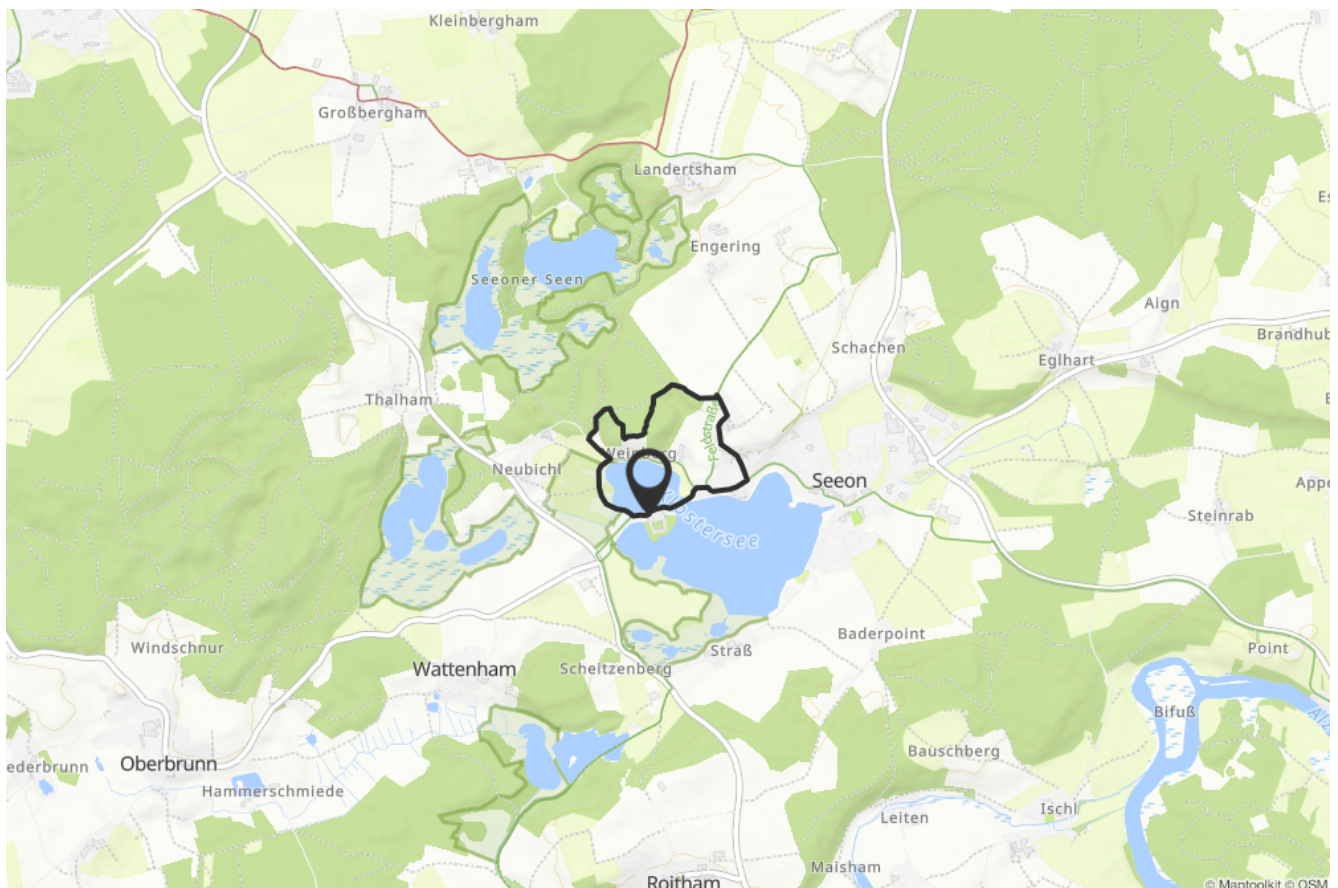 Kleinbergham
Großbergham
Landertsham
Engering
Seeoner Seen
Aign
Schachen
Brandhub
Eglhart
Thalham
Feldstraße
Weinberg
Neubichl
Seeon
Klostersee
Steinrab
Baderpoint
Windschnur
Straß
Point
Wattenham
Scheitzenberg
Bifuß
Bauschberg
Oberbrunn
ederbrunn
Hammerschmiede
Ischl
Leiten
Maisham
Roitham
© Maptoolkit © OSM